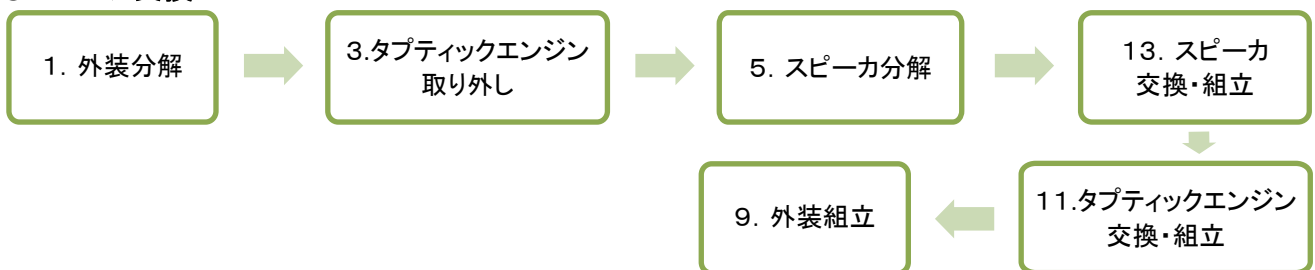 1．外装分解
3.タプティックエンジン
取り外し
5．スピーカ分解
13．スピーカ
交換・組立
11.タプティックエンジン
交換・組立
9．外装組立